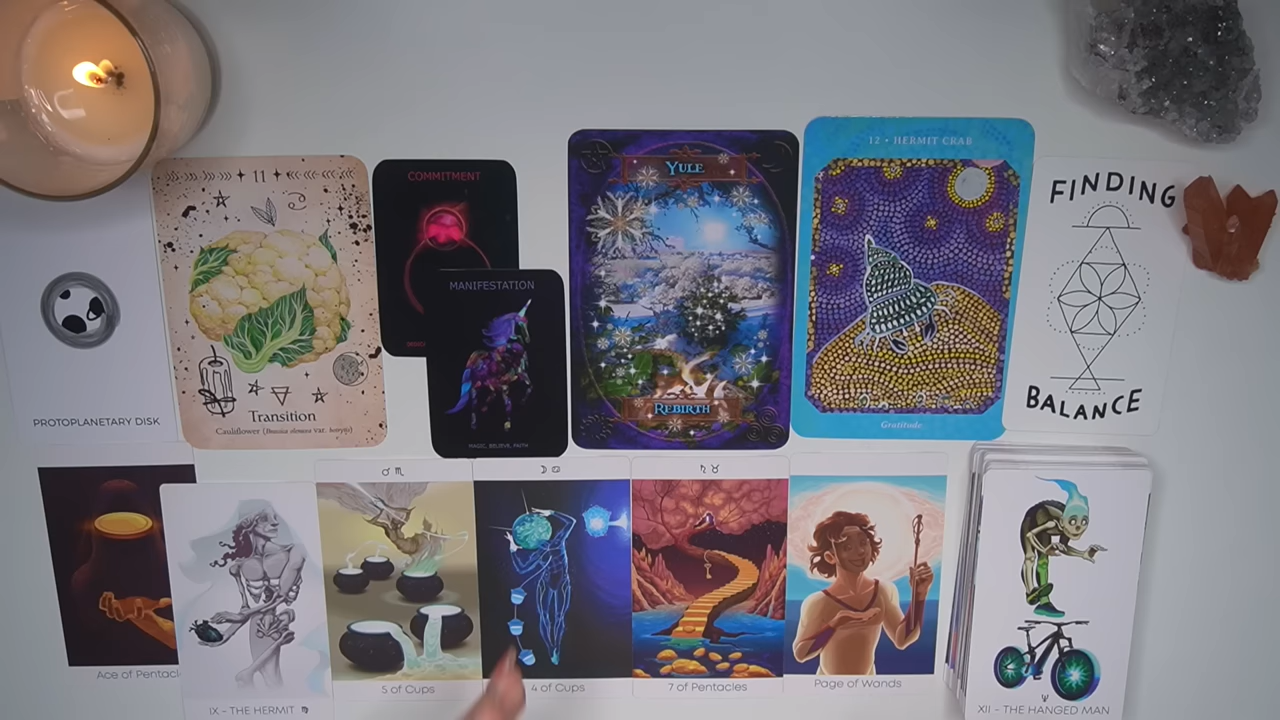 PROTOPLANETARY DISK
11
Transition
Cauliflower (Brassica oleracea var. botrytis)
COMMITMENT
MANIFESTATION
MAGIC, BELIEVE, FAITH
YULE
REBIRTH
12 • HERMIT CRAB
Gratitude
FINDING
BALANCE
Ace of Pentacl
IX - THE HERMIT ♍
♂ ♏
5 of Cups
☽ ♋
4 of Cups
♄ ♉
7 of Pentacles
Page of Wands
♆
XII - THE HANGED MAN